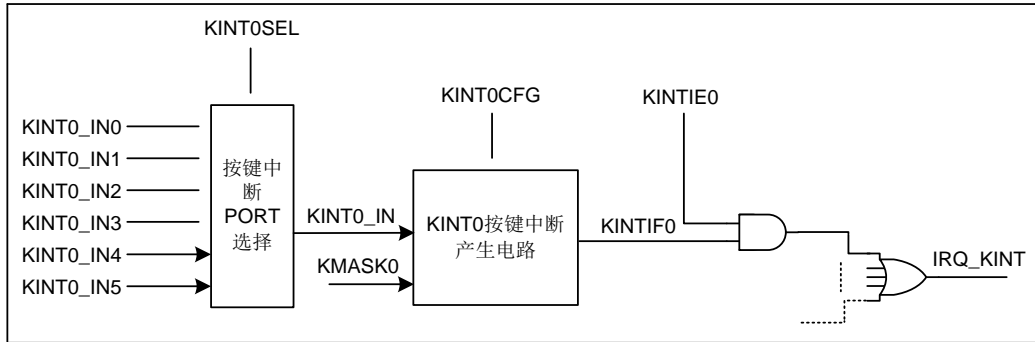 KINT0SEL
KINT0CFG
KINTIE0
KINT0_IN0
KINT0_IN1
KINT0_IN2
KINT0_IN3
KINT0_IN4
KINT0_IN5
按键中
断
PORT
选择
KINT0_IN
KMASK0
KINT0按键中断
产生电路
KINTIF0
IRQ_KINT